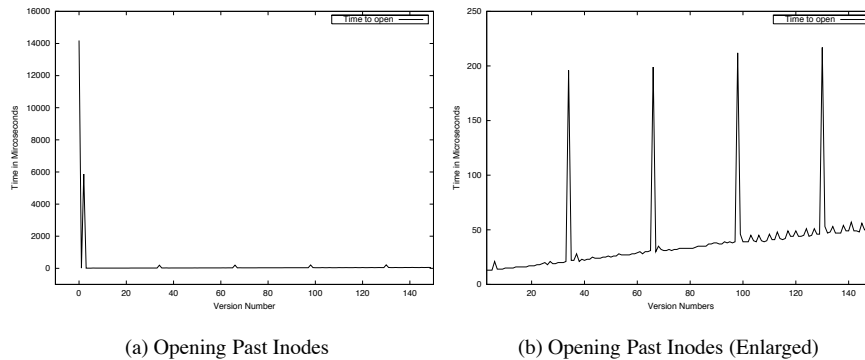 Time to open
16000
14000
12000
10000
8000
6000
4000
2000
0
Time in Mircoseconds
0 20 40 60 80 100 120 140
Version Number
(a) Opening Past Inodes
Time to open
250
200
150
100
50
0
Time in Microseconds
20 40 60 80 100 120 140
Version Numbers
(b) Opening Past Inodes (Enlarged)